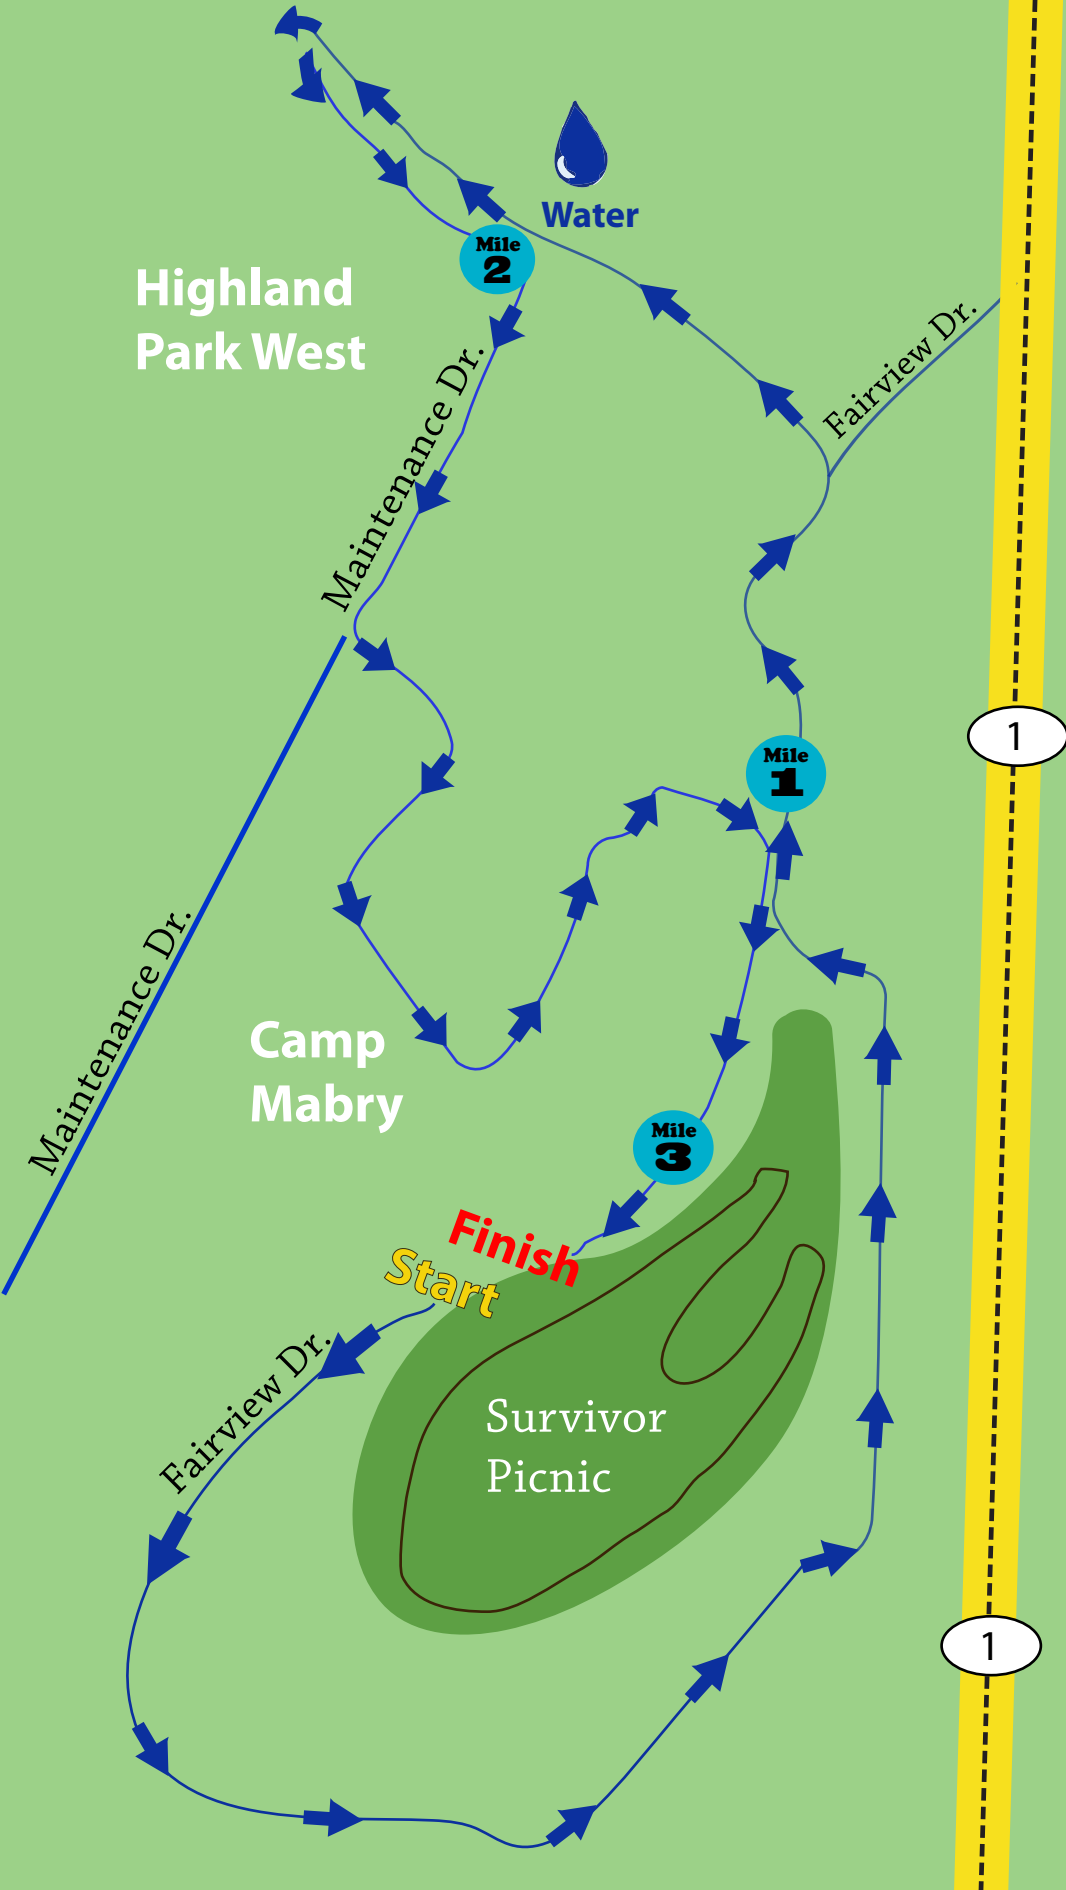 Water
Mile
2
Highland
Park West
Fairview Dr.
Maintenance Dr.
1
Mile
1
Maintenance Dr.
Camp
Mabry
Mile
3
Finish
Start
Fairview Dr.
Survivor
Picnic
1